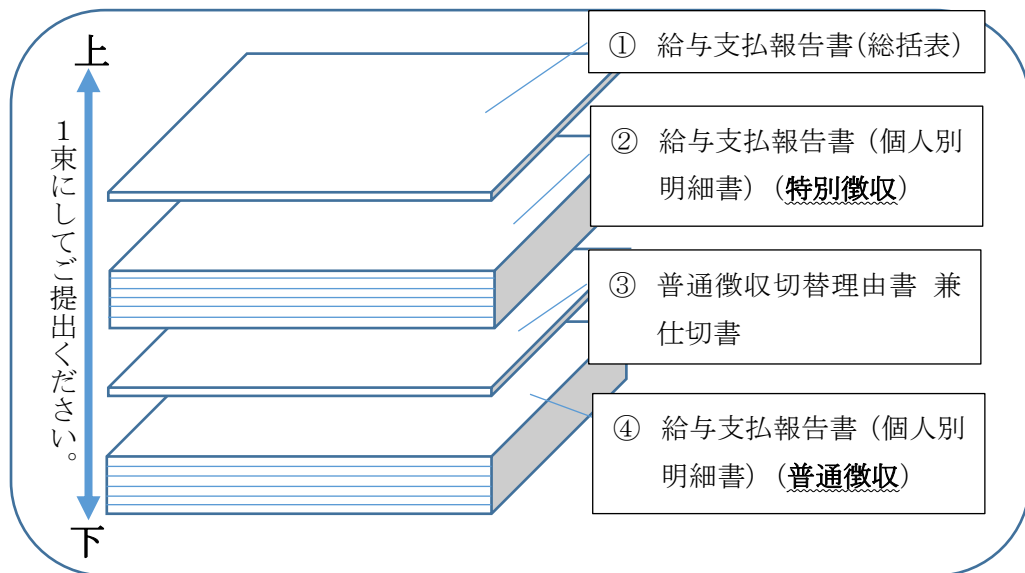 上
1束にしてご提出ください。
下
① 給与支払報告書(総括表)
② 給与支払報告書(個人別
明細書)(特別徴収)
③ 普通徴収切替理由書 兼
仕切書
④ 給与支払報告書(個人別
明細書)(普通徴収)